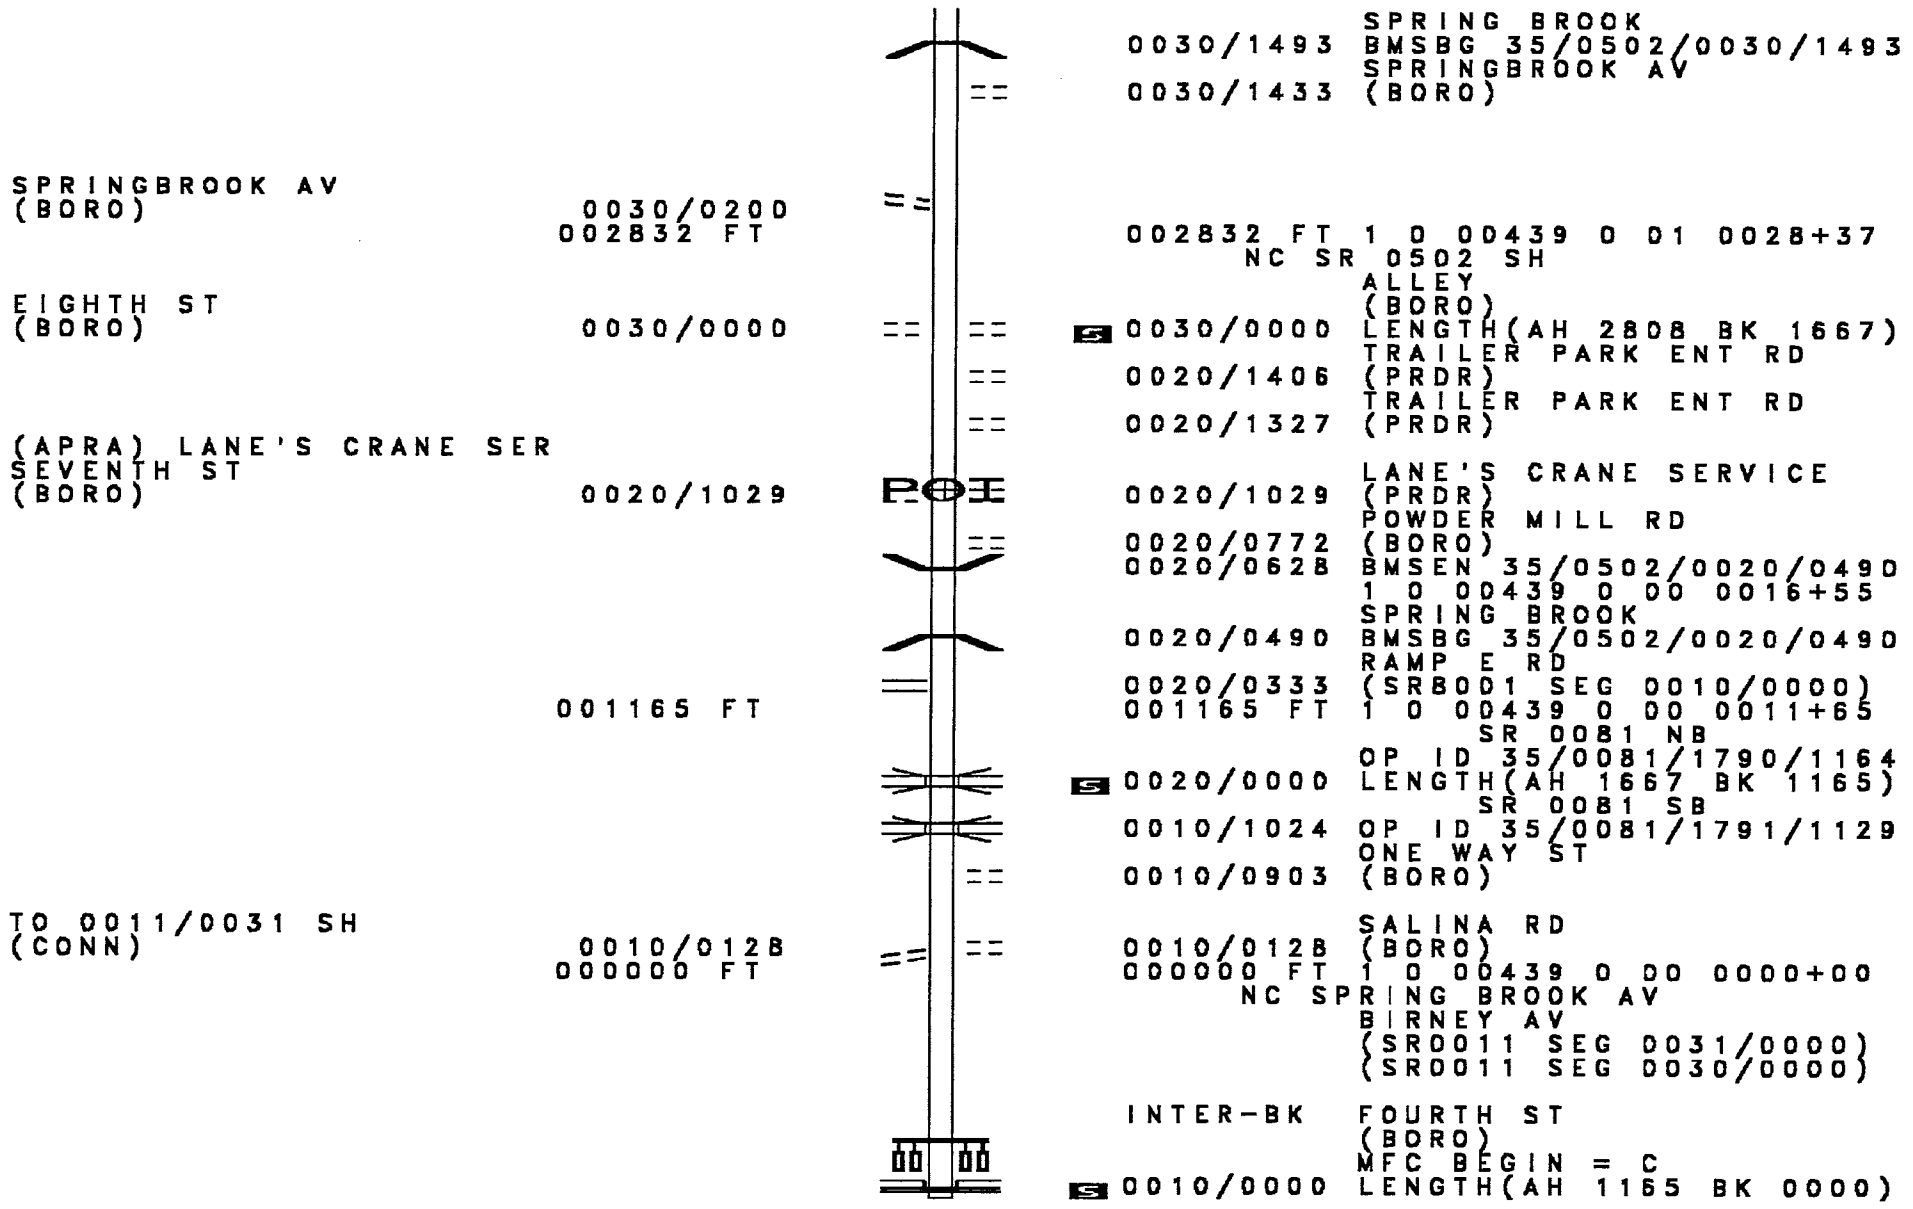 SPRING BROOK
0030/1493 BMSBG 35/0502/0030/1493
SPRINGBROOK AV
0030/1433 (BORO)
SPRINGBROOK AV
(BORO) 0030/0200
002832 FT 002832 FT 1 0 00439 0 01 0028+37
NC SR 0502 SH
ALLEY
EIGHTH ST (BORO)
(BORO) 0030/0000 S 0030/0000 LENGTH(AH 2808 BK 1667)
TRAILER PARK ENT RD
0020/1406 (PRDR)
TRAILER PARK ENT RD
0020/1327 (PRDR)
(APRA) LANE'S CRANE SER
SEVENTH ST LANE'S CRANE SERVICE
(BORO) 0020/1029 POI 0020/1029 (PRDR)
POWDER MILL RD
0020/0772 (BORO)
0020/0628 BMSEN 35/0502/0020/0490
1 0 00439 0 00 0016+55
SPRING BROOK
0020/0490 BMSBG 35/0502/0020/0490
RAMP E RD
0020/0333 (SR8001 SEG 0010/0000)
001165 FT 001165 FT 1 0 00439 0 00 0011+65
SR 0081 NB
OP ID 35/0081/1790/1164
S 0020/0000 LENGTH(AH 1667 BK 1165)
SR 0081 SB
0010/1024 OP ID 35/0081/1791/1129
ONE WAY ST
0010/0903 (BORO)
TO 0011/0031 SH SALINA RD
(CONN) 0010/0128 0010/0128 (BORO)
000000 FT 000000 FT 1 0 00439 0 00 0000+00
NC SPRING BROOK AV
BIRNEY AV
(SR0011 SEG 0031/0000)
(SR0011 SEG 0030/0000)
INTER-BK FOURTH ST
(BORO)
MFC BEGIN = C
S 0010/0000 LENGTH(AH 1165 BK 0000)